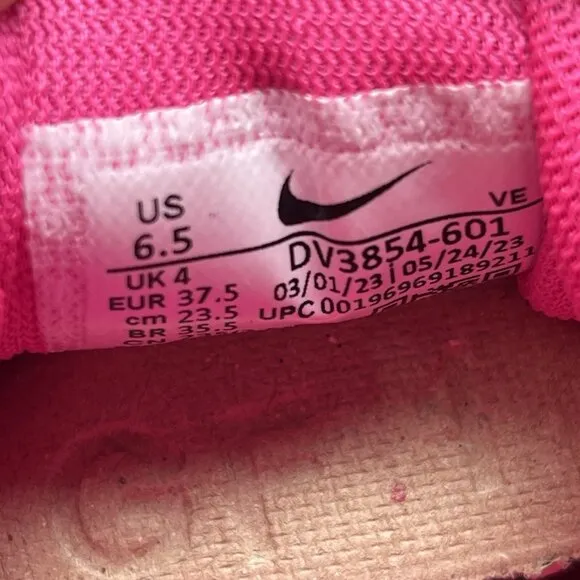 US
6.5
VE
DV3854-601
UK 4
03/01/23 | 05/24/23
EUR 37.5
UPC 00196969189211
cm 23.5
BR 35.5
CN